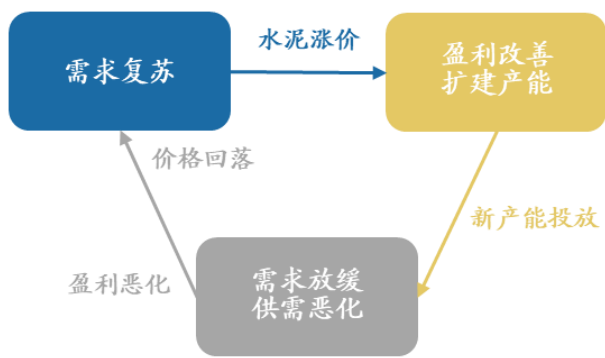 水泥涨价
需求复苏
盈利改善
扩建产能
价格回落
新产能投放
盈利恶化
需求放缓
供需恶化